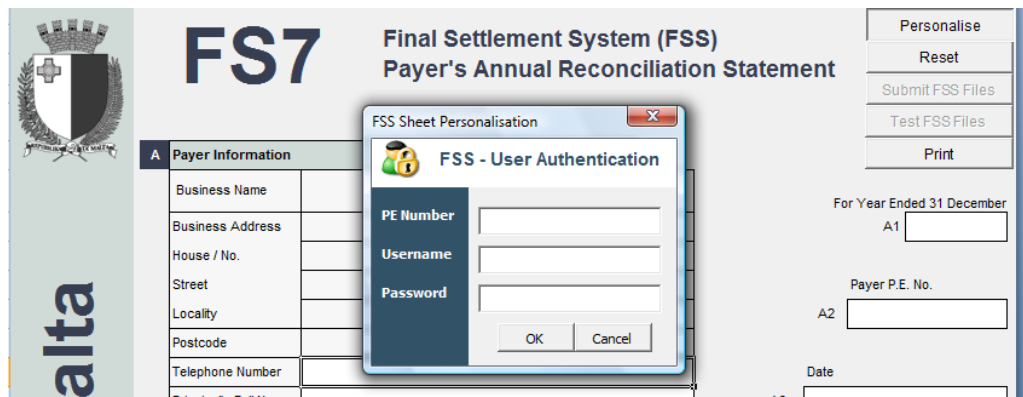 FS7
Final Settlement System (FSS)
Payer's Annual Reconciliation Statement
Personalise
Reset
Submit FSS Files
Test FSS Files
Print
FSS Sheet Personalisation
FSS - User Authentication
PE Number
Username
Password
OK Cancel
A Payer Information
Business Name
Business Address
House / No.
Street
Locality
Postcode
Telephone Number
For Year Ended 31 December
A1
Payer P.E. No.
A2
Date
alta